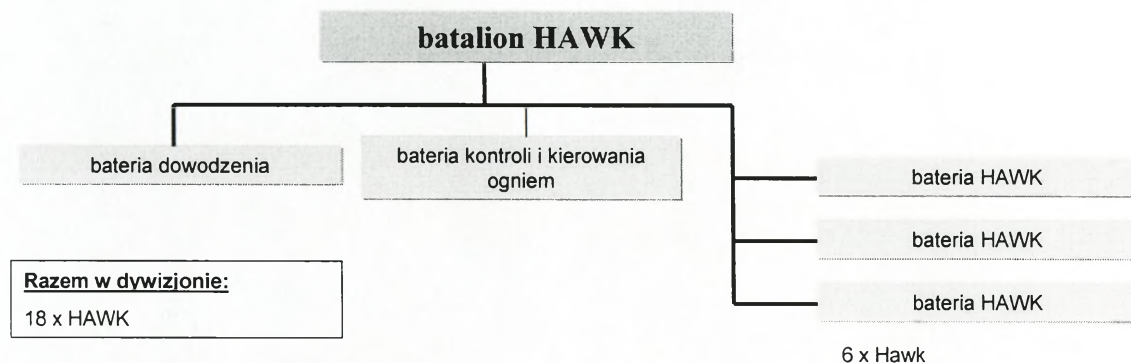 batalion HAWK
bateria dowodzenia
bateria kontroli i kierowania
ogniem
bateria HAWK
bateria HAWK
bateria HAWK
6 x Hawk
Razem w dywizjonie:
18 x HAWK